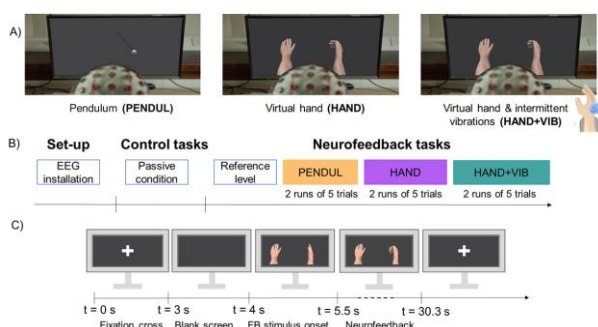 A)
Pendulum (PENDUL)
Virtual hand (HAND)
Virtual hand & intermittent
vibrations (HAND+VIB)
B)
Set-up
Control tasks
Neurofeedback tasks
EEG
installation
Passive
condition
Reference
level
PENDUL
HAND
HAND+VIB
2 runs of 5 trials
2 runs of 5 trials
2 runs of 5 trials
C)
t = 0 s
t = 3 s
t = 4 s
t = 5.5 s
t = 30.3 s
Fixation cross
Blank screen
FB stimulus onset
Neurofeedback